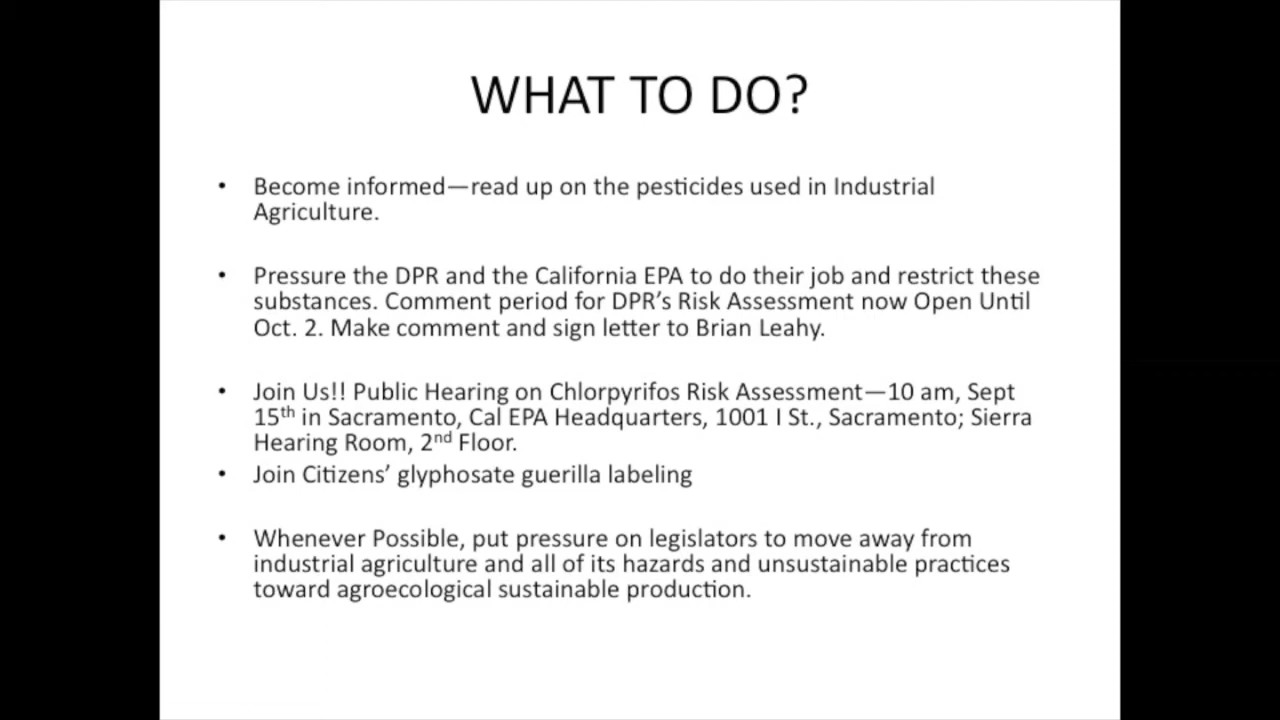 WHAT TO DO?
• Become informed—read up on the pesticides used in Industrial
Agriculture.
• Pressure the DPR and the California EPA to do their job and restrict these
substances. Comment period for DPR’s Risk Assessment now Open Until
Oct. 2. Make comment and sign letter to Brian Leahy.
• Join Us!! Public Hearing on Chlorpyrifos Risk Assessment—10 am, Sept
15th in Sacramento, Cal EPA Headquarters, 1001 I St., Sacramento; Sierra
Hearing Room, 2nd Floor.
• Join Citizens’ glyphosate guerilla labeling
• Whenever Possible, put pressure on legislators to move away from
industrial agriculture and all of its hazards and unsustainable practices
toward agroecological sustainable production.